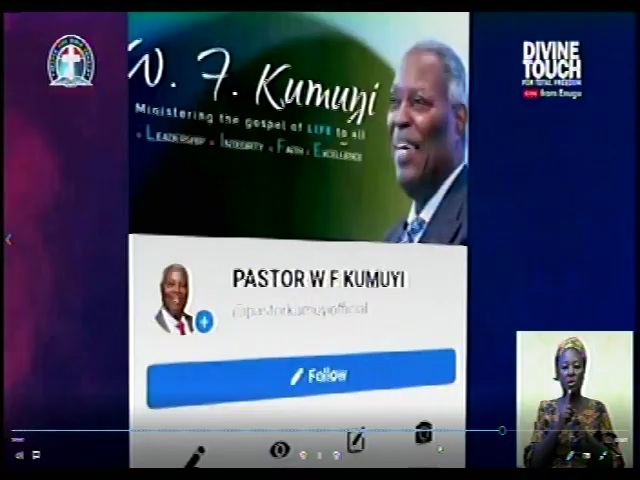 W. F. Kumuyi
Ministering the gospel of LIFE to all
LEADERSHIP INTEGRITY FAITH EXCELLENCE
DIVINE
TOUCH
FOR TOTAL FREEDOM
from Enugu
PASTOR W F KUMUYI
@pastorkumuyiofficial
Follow